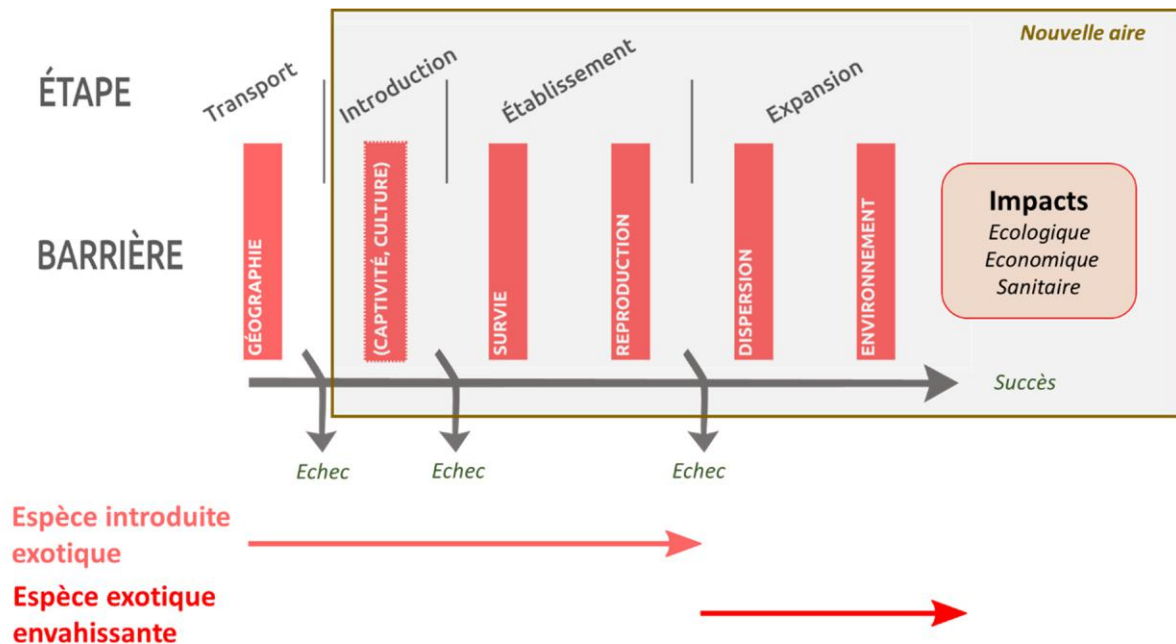 Nouvelle aire
ÉTAPE
Transport
Introduction
Établissement
Expansion
BARRIÈRE
GÉOGRAPHIE
(CAPTIVITÉ, CULTURE)
SURVIE
REPRODUCTION
DISPERSION
ENVIRONNEMENT
Impacts
Ecologique
Economique
Sanitaire
Succès
Echec
Echec
Echec
Espèce introduite
exotique
Espèce exotique
envahissante